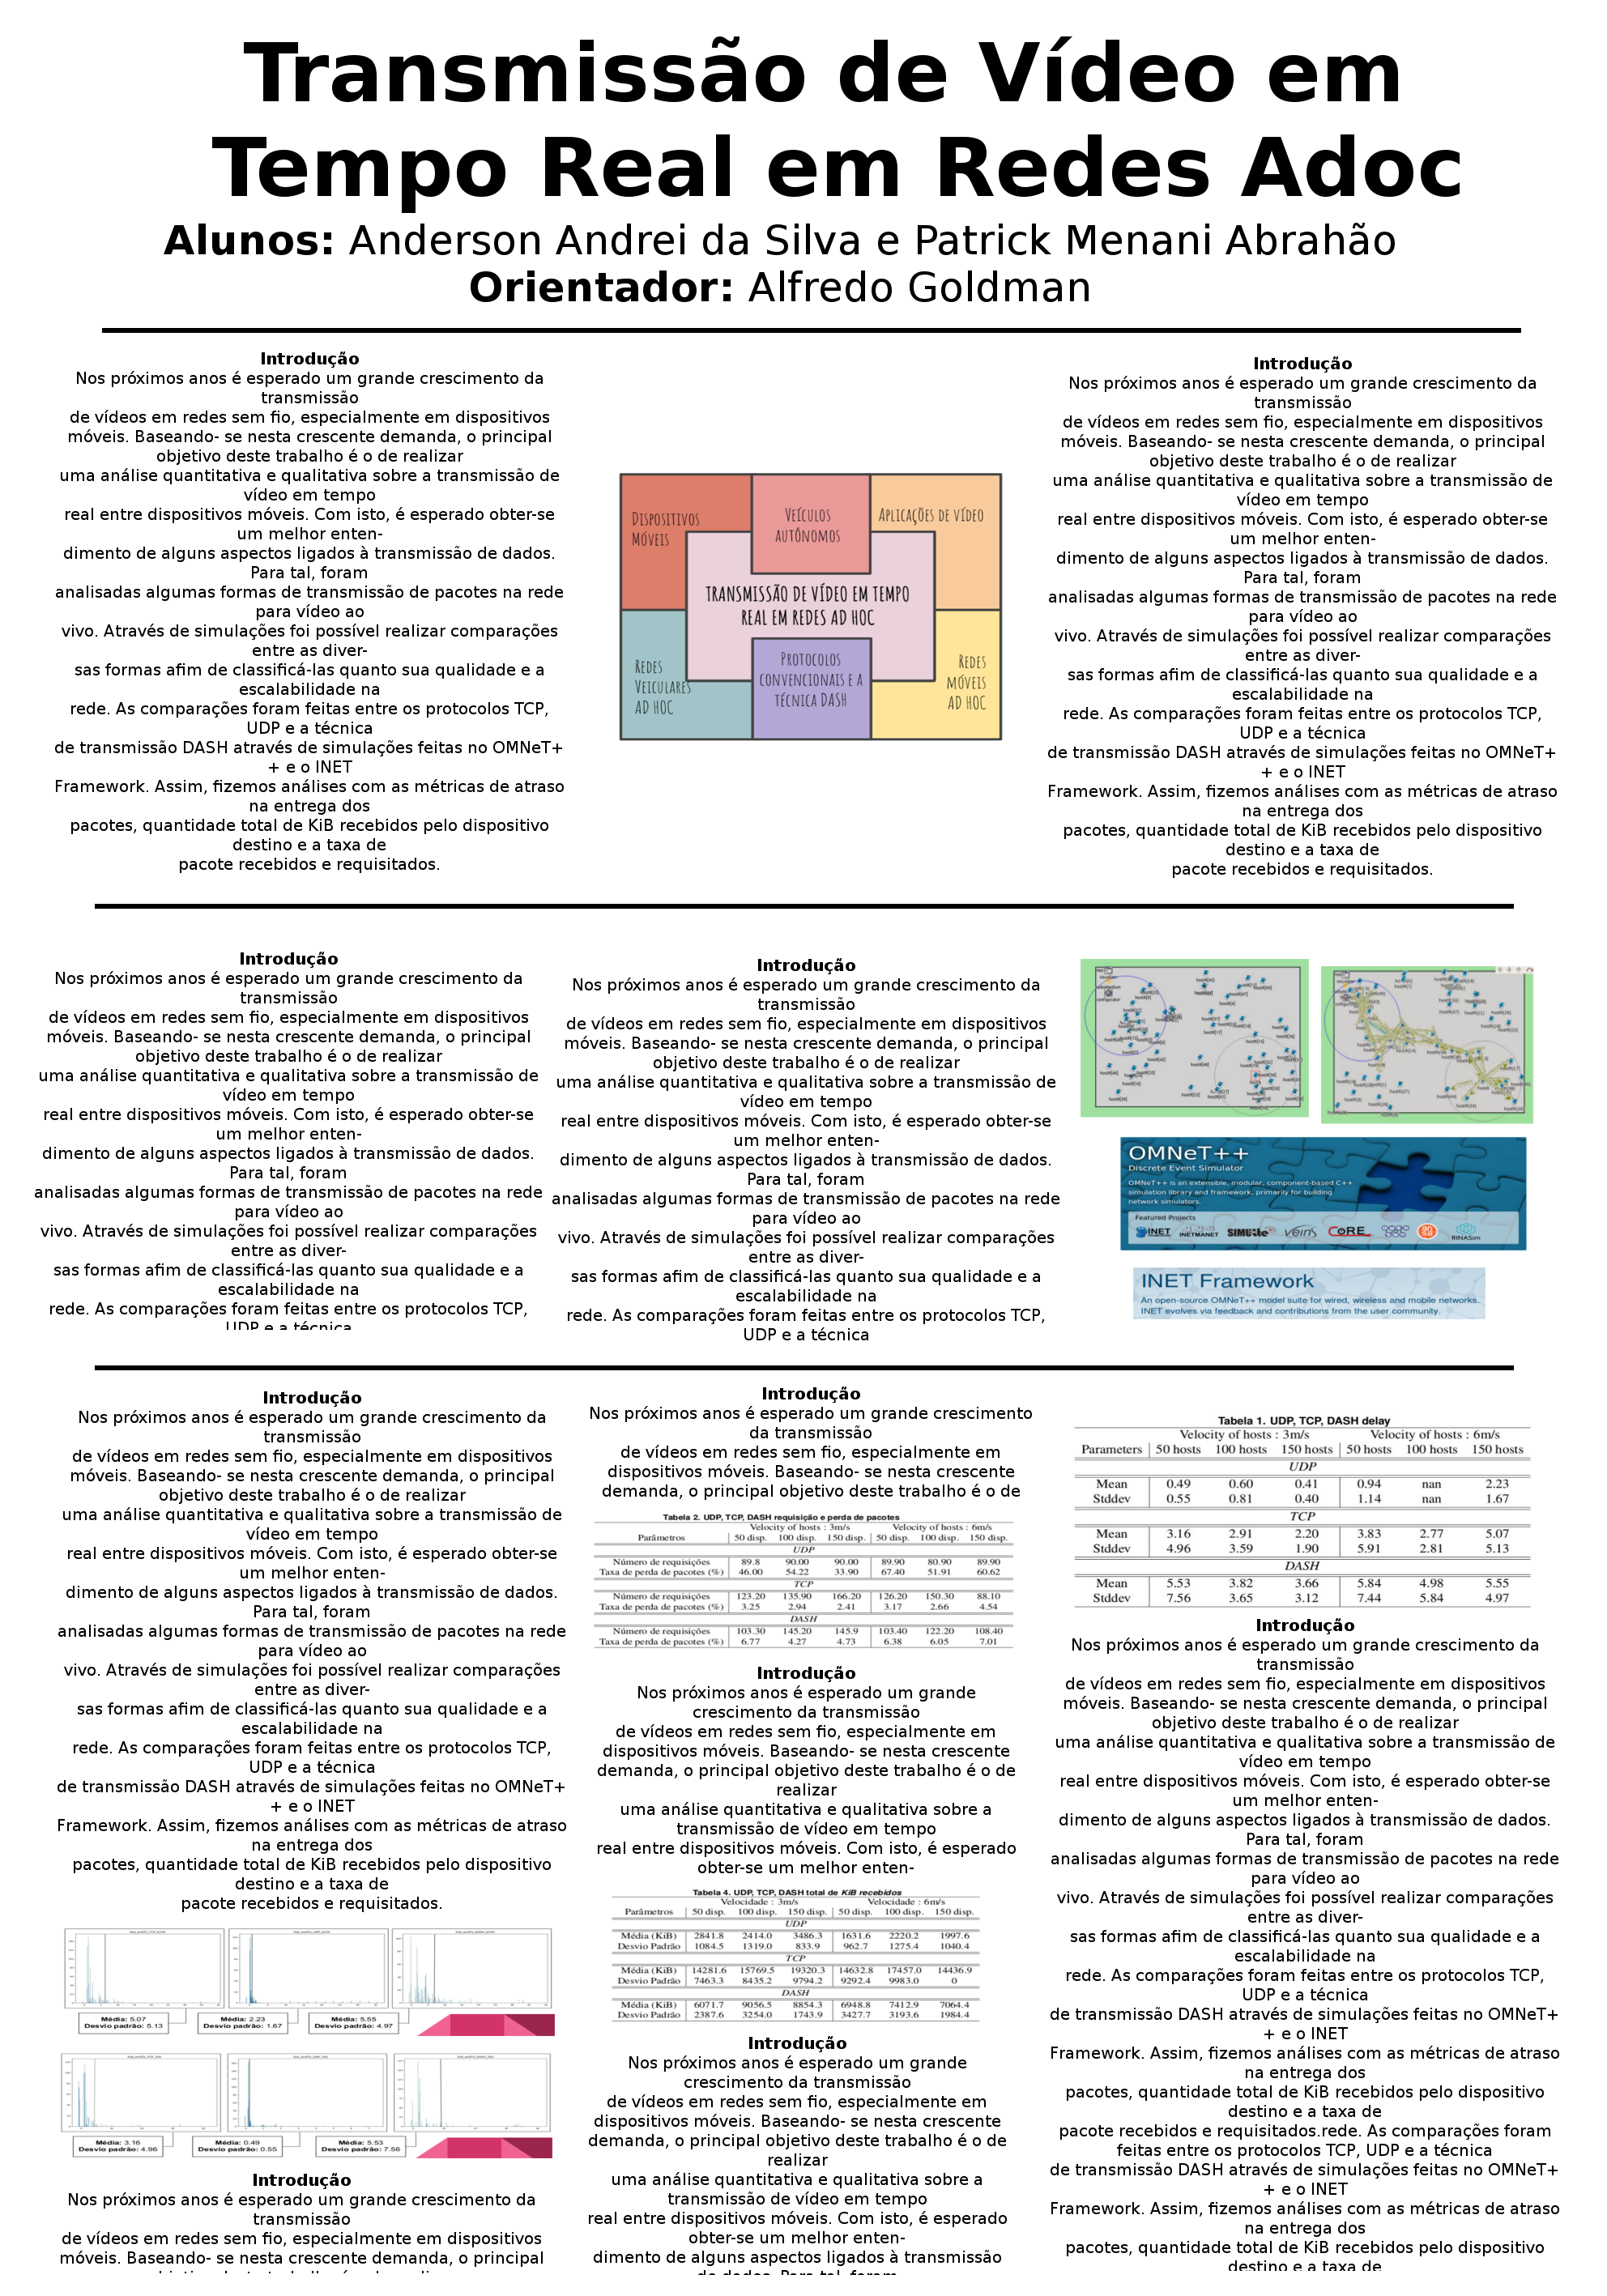 Transmissão de Vídeo em
Tempo Real em Redes Adoc
Alunos: Anderson Andrei da Silva e Patrick Menani Abrahão
Orientador: Alfredo Goldman
Introdução
Nos próximos anos é esperado um grande crescimento da
transmissão
de vídeos em redes sem fio, especialmente em dispositivos
móveis. Baseando- se nesta crescente demanda, o principal
objetivo deste trabalho é o de realizar
uma análise quantitativa e qualitativa sobre a transmissão de
vídeo em tempo
real entre dispositivos móveis. Com isto, é esperado obter-se
um melhor enten-
dimento de alguns aspectos ligados à transmissão de dados.
Para tal, foram
analisadas algumas formas de transmissão de pacotes na rede
para vídeo ao
vivo. Através de simulações foi possível realizar comparações
entre as diver-
sas formas afim de classificá-las quanto sua qualidade e a
escalabilidade na
rede. As comparações foram feitas entre os protocolos TCP,
UDP e a técnica
de transmissão DASH através de simulações feitas no OMNeT+
+ e o INET
Framework. Assim, fizemos análises com as métricas de atraso
na entrega dos
pacotes, quantidade total de KiB recebidos pelo dispositivo
destino e a taxa de
pacote recebidos e requisitados.
Dispositivos
Móveis
Veículos
autônomos
Aplicações de vídeo
Transmissão de vídeo em tempo
real em redes ad hoc
Redes
Veiculares
ad hoc
Protocolos
convencionais e a
técnica DASH
Redes
móveis
ad hoc
Introdução
Nos próximos anos é esperado um grande crescimento da
transmissão
de vídeos em redes sem fio, especialmente em dispositivos
móveis. Baseando- se nesta crescente demanda, o principal
objetivo deste trabalho é o de realizar
uma análise quantitativa e qualitativa sobre a transmissão de
vídeo em tempo
real entre dispositivos móveis. Com isto, é esperado obter-se
um melhor enten-
dimento de alguns aspectos ligados à transmissão de dados.
Para tal, foram
analisadas algumas formas de transmissão de pacotes na rede
para vídeo ao
vivo. Através de simulações foi possível realizar comparações
entre as diver-
sas formas afim de classificá-las quanto sua qualidade e a
escalabilidade na
rede. As comparações foram feitas entre os protocolos TCP,
UDP e a técnica
de transmissão DASH através de simulações feitas no OMNeT+
+ e o INET
Framework. Assim, fizemos análises com as métricas de atraso
na entrega dos
pacotes, quantidade total de KiB recebidos pelo dispositivo
destino e a taxa de
pacote recebidos e requisitados.
Introdução
Nos próximos anos é esperado um grande crescimento da
transmissão
de vídeos em redes sem fio, especialmente em dispositivos
móveis. Baseando- se nesta crescente demanda, o principal
objetivo deste trabalho é o de realizar
uma análise quantitativa e qualitativa sobre a transmissão de
vídeo em tempo
real entre dispositivos móveis. Com isto, é esperado obter-se
um melhor enten-
dimento de alguns aspectos ligados à transmissão de dados.
Para tal, foram
analisadas algumas formas de transmissão de pacotes na rede
para vídeo ao
vivo. Através de simulações foi possível realizar comparações
entre as diver-
sas formas afim de classificá-las quanto sua qualidade e a
escalabilidade na
rede. As comparações foram feitas entre os protocolos TCP,
UDP e a técnica
Introdução
Nos próximos anos é esperado um grande crescimento da
transmissão
de vídeos em redes sem fio, especialmente em dispositivos
móveis. Baseando- se nesta crescente demanda, o principal
objetivo deste trabalho é o de realizar
uma análise quantitativa e qualitativa sobre a transmissão de
vídeo em tempo
real entre dispositivos móveis. Com isto, é esperado obter-se
um melhor enten-
dimento de alguns aspectos ligados à transmissão de dados.
Para tal, foram
analisadas algumas formas de transmissão de pacotes na rede
para vídeo ao
vivo. Através de simulações foi possível realizar comparações
entre as diver-
sas formas afim de classificá-las quanto sua qualidade e a
escalabilidade na
rede. As comparações foram feitas entre os protocolos TCP,
UDP e a técnica
OMNeT++
Discrete Event Simulator
OMNeT++ is an extensible, modular, component-based C++
simulation library and framework, primarily for building
network simulators.
Featured Projects
INET INETMANET SIMULte Veins CoRE RINASim
INET Framework
An open-source OMNeT++ model suite for wired, wireless and mobile networks.
INET evolves via feedback and contributions from the user community.
Introdução
Nos próximos anos é esperado um grande crescimento da
transmissão
de vídeos em redes sem fio, especialmente em dispositivos
móveis. Baseando- se nesta crescente demanda, o principal
objetivo deste trabalho é o de realizar
uma análise quantitativa e qualitativa sobre a transmissão de
vídeo em tempo
real entre dispositivos móveis. Com isto, é esperado obter-se
um melhor enten-
dimento de alguns aspectos ligados à transmissão de dados.
Para tal, foram
analisadas algumas formas de transmissão de pacotes na rede
para vídeo ao
vivo. Através de simulações foi possível realizar comparações
entre as diver-
sas formas afim de classificá-las quanto sua qualidade e a
escalabilidade na
rede. As comparações foram feitas entre os protocolos TCP,
UDP e a técnica
de transmissão DASH através de simulações feitas no OMNeT+
+ e o INET
Framework. Assim, fizemos análises com as métricas de atraso
na entrega dos
pacotes, quantidade total de KiB recebidos pelo dispositivo
destino e a taxa de
pacote recebidos e requisitados.
Média: 5.07
Desvio padrão: 5.13
Média: 2.23
Desvio padrão: 1.67
Média: 5.55
Desvio padrão: 4.97
Média: 3.16
Desvio padrão: 4.96
Média: 0.49
Desvio padrão: 0.55
Média: 5.53
Desvio padrão: 7.56
Introdução
Nos próximos anos é esperado um grande crescimento da
transmissão
de vídeos em redes sem fio, especialmente em dispositivos
móveis. Baseando- se nesta crescente demanda, o principal
Introdução
Nos próximos anos é esperado um grande crescimento
da transmissão
de vídeos em redes sem fio, especialmente em
dispositivos móveis. Baseando- se nesta crescente
demanda, o principal objetivo deste trabalho é o de
Tabela 2. UDP, TCP, DASH requisição e perda de pacotes
Velocity of hosts : 3m/s Velocity of hosts : 6m/s
Parâmetros 50 disp. 100 disp. 150 disp. 50 disp. 100 disp. 150 disp.
UDP
Número de requisições 89.8 90.00 90.00 89.90 80.90 89.90
Taxa de perda de pacotes (%) 46.00 54.22 33.90 67.40 51.91 60.62
TCP
Número de requisições 123.20 135.90 166.20 126.20 150.30 88.10
Taxa de perda de pacotes (%) 3.25 2.94 2.41 3.17 2.66 4.54
DASH
Número de requisições 103.30 145.20 145.9 103.40 122.20 108.40
Taxa de perda de pacotes (%) 6.77 4.27 4.73 6.38 6.05 7.01
Introdução
Nos próximos anos é esperado um grande
crescimento da transmissão
de vídeos em redes sem fio, especialmente em
dispositivos móveis. Baseando- se nesta crescente
demanda, o principal objetivo deste trabalho é o de
realizar
uma análise quantitativa e qualitativa sobre a
transmissão de vídeo em tempo
real entre dispositivos móveis. Com isto, é esperado
obter-se um melhor enten-
Tabela 4. UDP, TCP, DASH total de KiB recebidos
Velocidade : 3m/s Velocidade : 6m/s
Parâmetros 50 disp. 100 disp. 150 disp. 50 disp. 100 disp. 150 disp.
UDP
Média (KiB) 2841.8 2414.0 3486.3 1631.6 2220.2 1997.6
Desvio Padrão 1084.5 1319.0 833.9 962.7 1275.4 1040.4
TCP
Média (KiB) 14281.6 15769.5 19320.3 14632.8 17457.0 14436.9
Desvio Padrão 7463.3 8435.2 9794.2 9292.4 9983.0 0
DASH
Média (KiB) 6071.7 9056.5 8854.3 6948.8 7412.9 7064.4
Desvio Padrão 2387.6 3254.0 1743.9 3427.7 3193.6 1984.4
Introdução
Nos próximos anos é esperado um grande
crescimento da transmissão
de vídeos em redes sem fio, especialmente em
dispositivos móveis. Baseando- se nesta crescente
demanda, o principal objetivo deste trabalho é o de
realizar
uma análise quantitativa e qualitativa sobre a
transmissão de vídeo em tempo
real entre dispositivos móveis. Com isto, é esperado
obter-se um melhor enten-
dimento de alguns aspectos ligados à transmissão
de dados. Para tal, foram
Tabela 1. UDP, TCP, DASH delay
Velocity of hosts : 3m/s Velocity of hosts : 6m/s
Parameters 50 hosts 100 hosts 150 hosts 50 hosts 100 hosts 150 hosts
UDP
Mean 0.49 0.60 0.41 0.94 nan 2.23
Stddev 0.55 0.81 0.40 1.14 nan 1.67
TCP
Mean 3.16 2.91 2.20 3.83 2.77 5.07
Stddev 4.96 3.59 1.90 5.91 2.81 5.13
DASH
Mean 5.53 3.82 3.66 5.84 4.98 5.55
Stddev 7.56 3.65 3.12 7.44 5.84 4.97
Introdução
Nos próximos anos é esperado um grande crescimento da
transmissão
de vídeos em redes sem fio, especialmente em dispositivos
móveis. Baseando- se nesta crescente demanda, o principal
objetivo deste trabalho é o de realizar
uma análise quantitativa e qualitativa sobre a transmissão de
vídeo em tempo
real entre dispositivos móveis. Com isto, é esperado obter-se
um melhor enten-
dimento de alguns aspectos ligados à transmissão de dados.
Para tal, foram
analisadas algumas formas de transmissão de pacotes na rede
para vídeo ao
vivo. Através de simulações foi possível realizar comparações
entre as diver-
sas formas afim de classificá-las quanto sua qualidade e a
escalabilidade na
rede. As comparações foram feitas entre os protocolos TCP,
UDP e a técnica
de transmissão DASH através de simulações feitas no OMNeT+
+ e o INET
Framework. Assim, fizemos análises com as métricas de atraso
na entrega dos
pacotes, quantidade total de KiB recebidos pelo dispositivo
destino e a taxa de
pacote recebidos e requisitados.rede. As comparações foram
feitas entre os protocolos TCP, UDP e a técnica
de transmissão DASH através de simulações feitas no OMNeT+
+ e o INET
Framework. Assim, fizemos análises com as métricas de atraso
na entrega dos
pacotes, quantidade total de KiB recebidos pelo dispositivo
destino e a taxa de